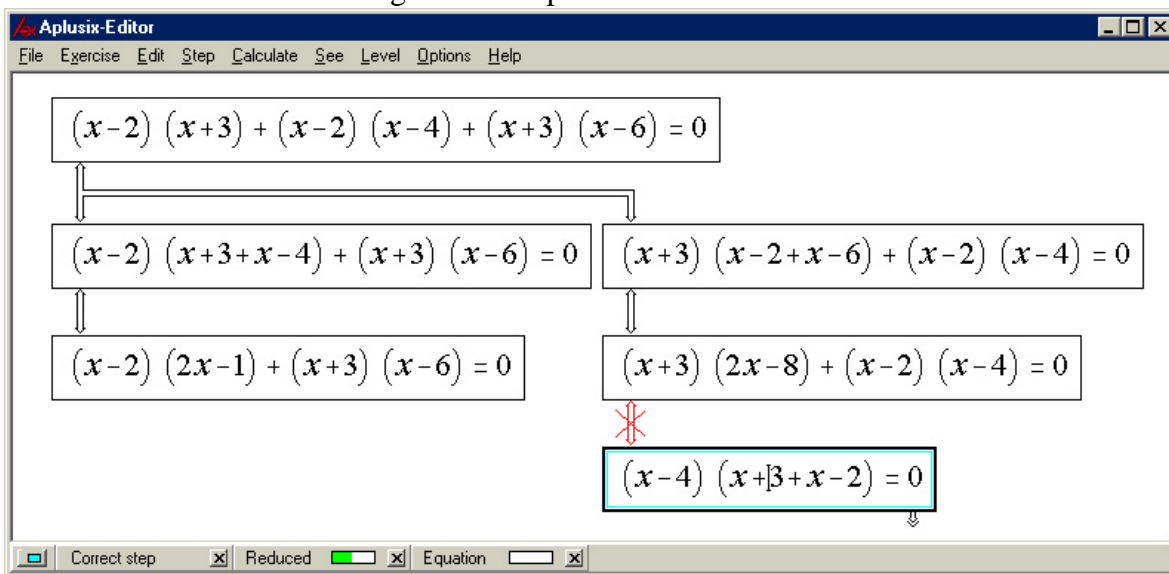 Aplusix-Editor
File Exercise Edit Step Calculate See Level Options Help
(x−2) (x+3) + (x−2) (x−4) + (x+3) (x−6) = 0
(x−2) (x+3+x−4) + (x+3) (x−6) = 0
(x+3) (x−2+x−6) + (x−2) (x−4) = 0
(x−2) (2x−1) + (x+3) (x−6) = 0
(x+3) (2x−8) + (x−2) (x−4) = 0
(x−4) (x+3+x−2) = 0
Correct step Reduced Equation